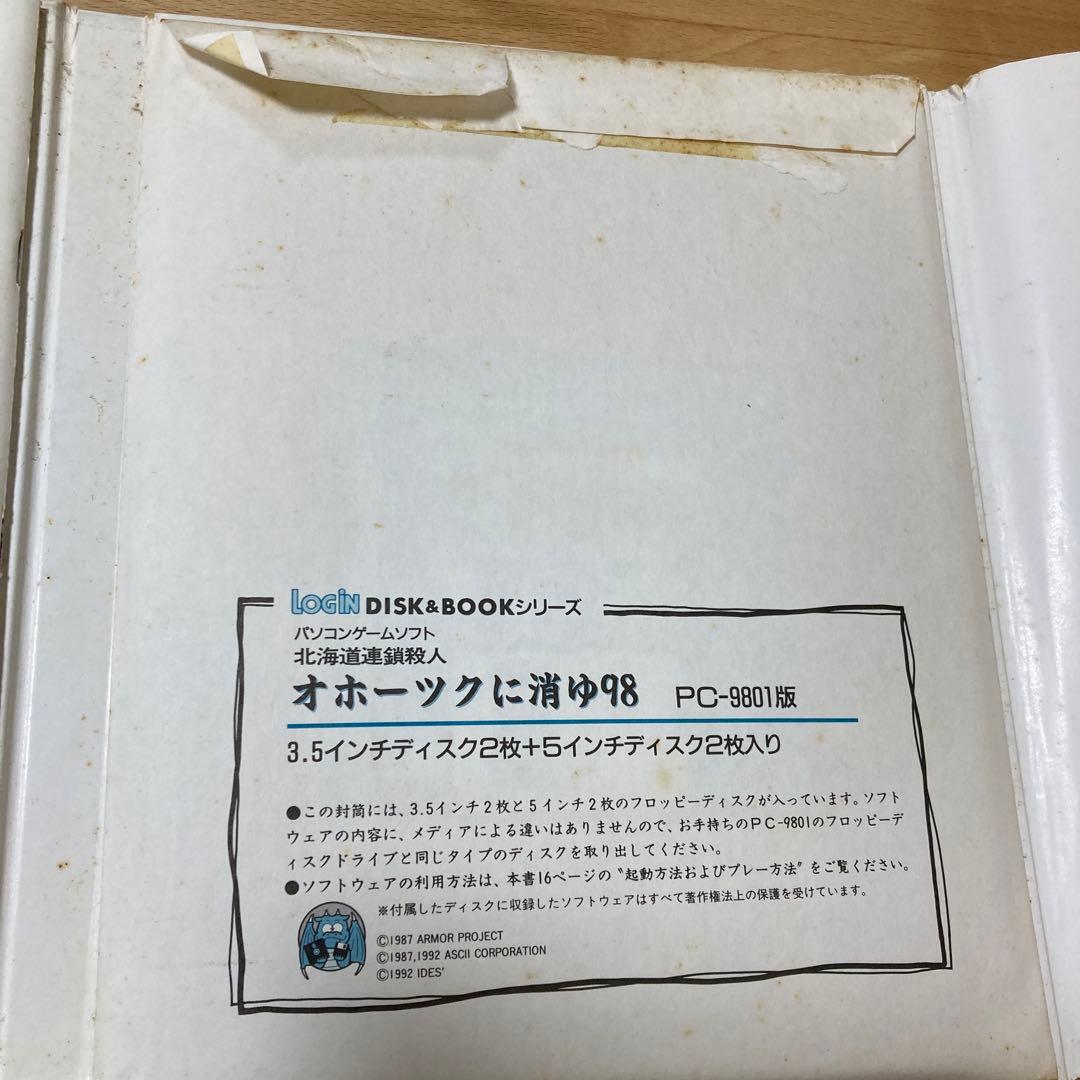 LOGiN DISK&BOOKシリーズ
パソコンゲームソフト
北海道連鎖殺人
オホーツクに消ゆ98 PC-9801版
3.5インチディスク2枚+5インチディスク2枚入り
●この封筒には、3.5インチ2枚と5インチ2枚のフロッピーディスクが入っています。ソフト
ウェアの内容に、メディアによる違いはありませんので、お手持ちのPC-9801のフロッピーデ
ィスクドライブと同じタイプのディスクを取り出してください。
●ソフトウェアの利用方法は、本書16ページの〝起動方法およびプレー方法〟をご覧ください。
※付属したディスクに収録したソフトウェアはすべて著作権法上の保護を受けています。
©1987 ARMOR PROJECT
©1987,1992 ASCII CORPORATION
©1992 IDES'